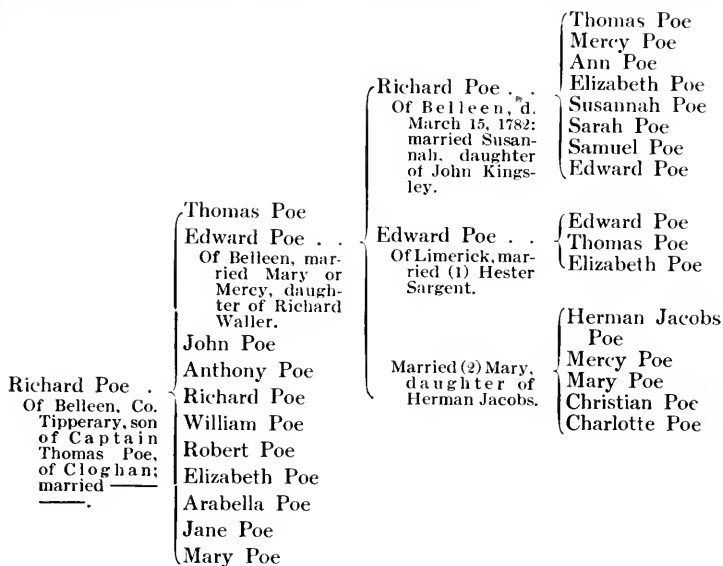 Richard Poe .
Of Belleen, Co.
Tipperary, son
of Captain
Thomas Poe,
of Cloghan;
married ——
——.
Thomas Poe
Edward Poe . .
Of Belleen, mar-
ried Mary or
Mercy, daugh-
ter of Richard
Waller.
John Poe
Anthony Poe
Richard Poe
William Poe
Robert Poe
Elizabeth Poe
Arabella Poe
Jane Poe
Mary Poe
Richard Poe . .
Of Belleen, d.
March 15, 1782:
married Susan-
nah, daughter
of John Kings-
ley.
Edward Poe . .
Of Limerick, mar-
ried (1) Hester
Sargent.
Married (2) Mary,
daughter of
Herman Jacobs.
Thomas Poe
Mercy Poe
Ann Poe
Elizabeth Poe
Susannah Poe
Sarah Poe
Samuel Poe
Edward Poe
Edward Poe
Thomas Poe
Elizabeth Poe
Herman Jacobs
Poe
Mercy Poe
Mary Poe
Christian Poe
Charlotte Poe